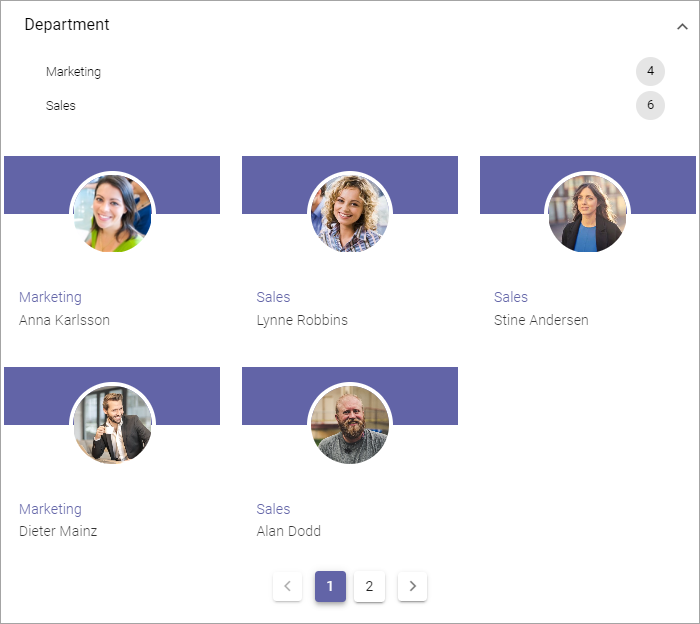 Department
Marketing 4
Sales 6
Marketing Sales Sales
Anna Karlsson Lynne Robbins Stine Andersen
Marketing Sales
Dieter Mainz Alan Dodd
1 2